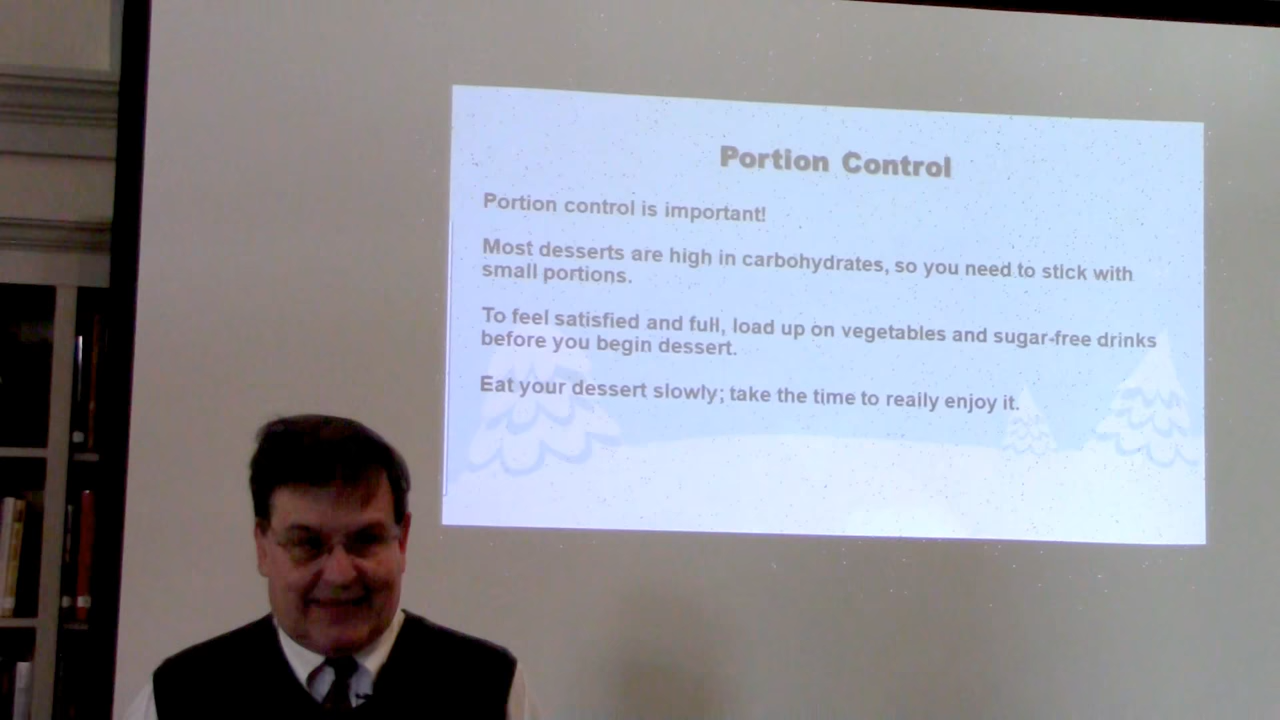 Portion Control
Portion control is important!
Most desserts are high in carbohydrates, so you need to stick with
small portions.
To feel satisfied and full, load up on vegetables and sugar-free drinks
before you begin dessert.
Eat your dessert slowly; take the time to really enjoy it.